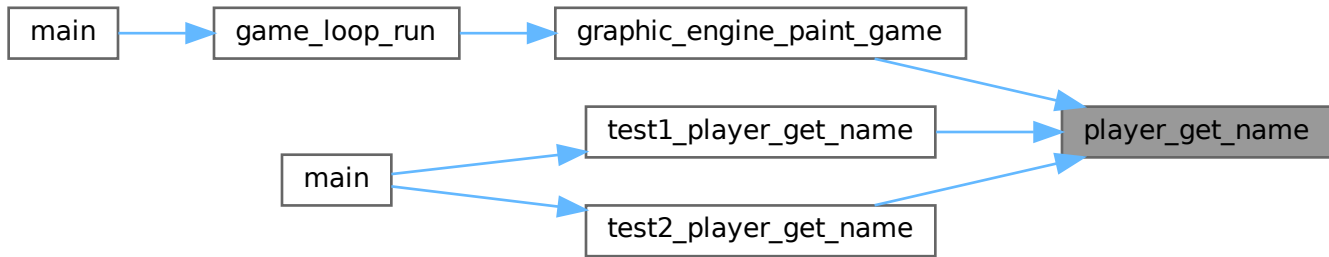 main
game_loop_run
graphic_engine_paint_game
player_get_name
test1_player_get_name
main
test2_player_get_name